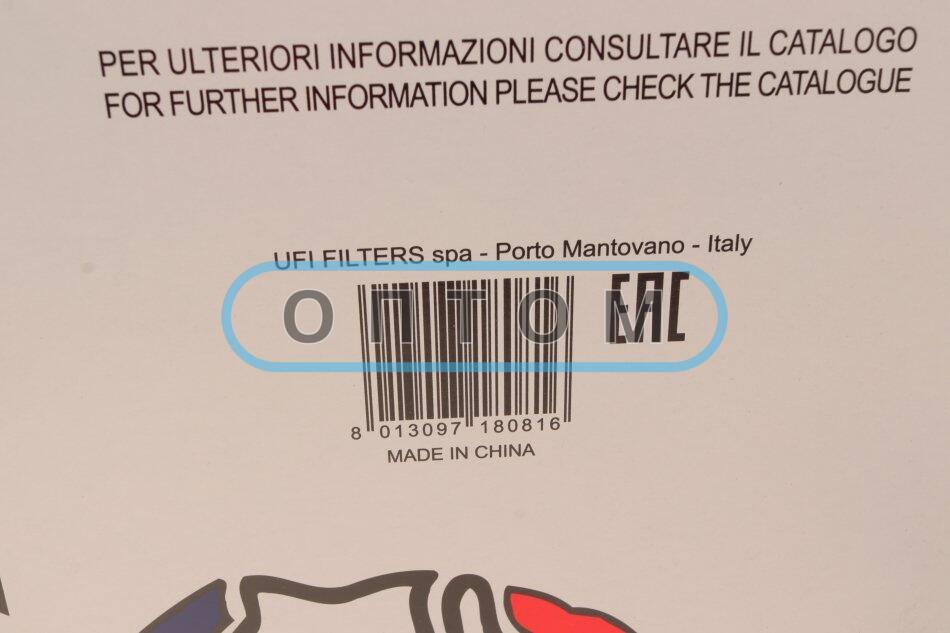 PER ULTERIORI INFORMAZIONI CONSULTARE IL CATALOGO
FOR FURTHER INFORMATION PLEASE CHECK THE CATALOGUE
UFI FILTERS spa - Porto Mantovano - Italy
ОПТОМ
EAC
8 013097 180816
MADE IN CHINA